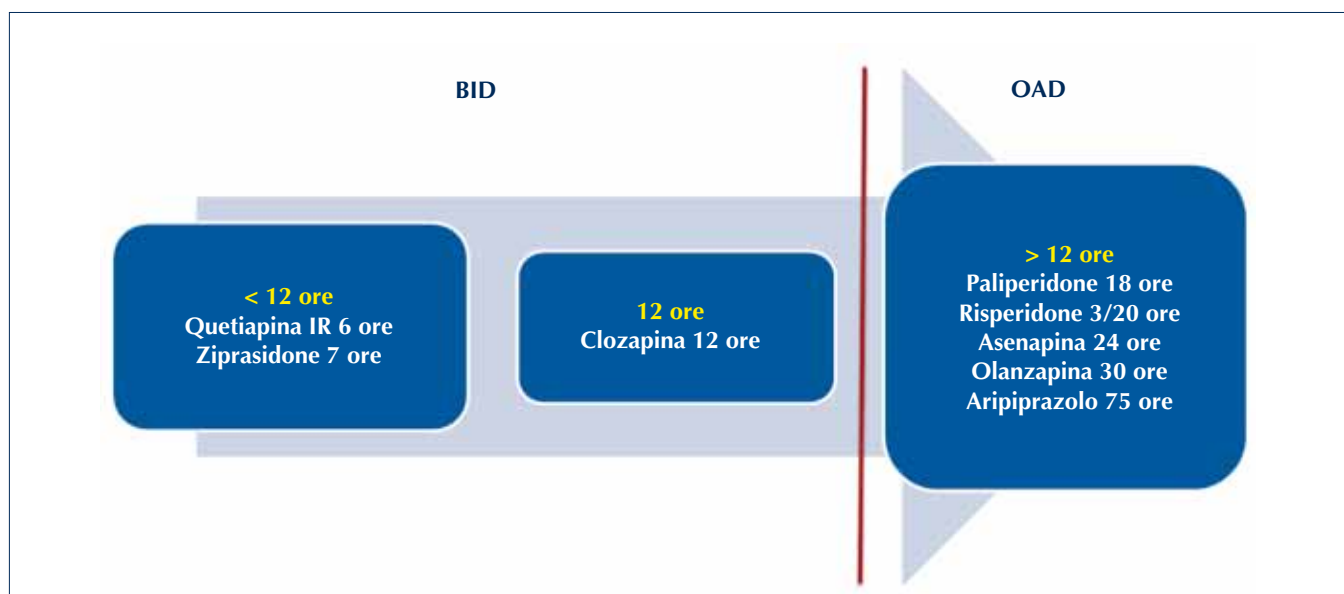 BID
OAD
< 12 ore
Quetiapina IR 6 ore
Ziprasidone 7 ore
12 ore
Clozapina 12 ore
> 12 ore
Paliperidone 18 ore
Risperidone 3/20 ore
Asenapina 24 ore
Olanzapina 30 ore
Aripiprazolo 75 ore